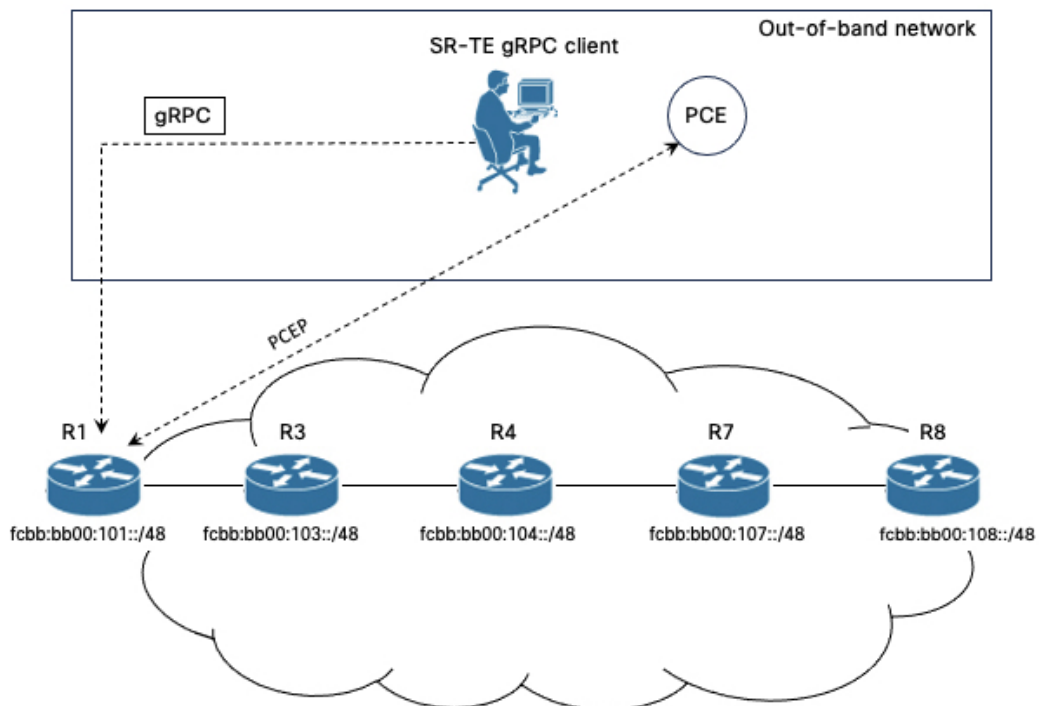 Out-of-band network
SR-TE gRPC client
gRPC
PCE
PCEP
R1
R3
R4
R7
R8
fcbb:bb00:101::/48
fcbb:bb00:103::/48
fcbb:bb00:104::/48
fcbb:bb00:107::/48
fcbb:bb00:108::/48